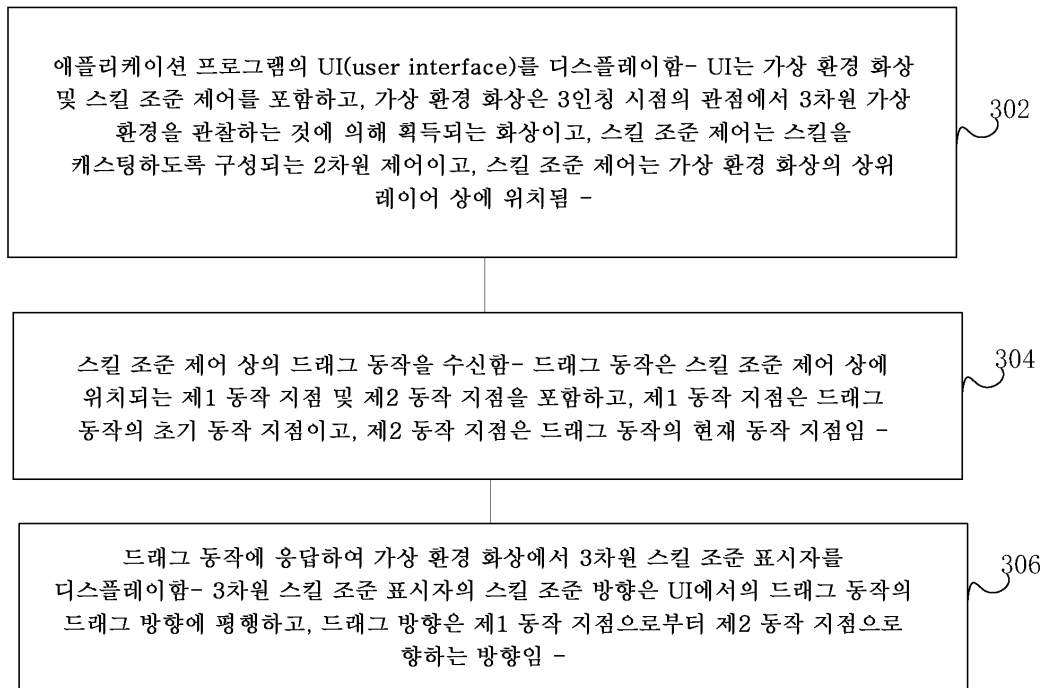 애플리케이션 프로그램의 UI(user interface)를 디스플레이함- UI는 가상 환경 화상
및 스킬 조준 제어를 포함하고, 가상 환경 화상은 3인칭 시점의 관점에서 3차원 가상
환경을 관찰하는 것에 의해 획득되는 화상이고, 스킬 조준 제어는 스킬을
캐스팅하도록 구성되는 2차원 제어이고, 스킬 조준 제어는 가상 환경 화상의 상위
레이어 상에 위치됨 -
302
스킬 조준 제어 상의 드래그 동작을 수신함- 드래그 동작은 스킬 조준 제어 상에
위치되는 제1 동작 지점 및 제2 동작 지점을 포함하고, 제1 동작 지점은 드래그
동작의 초기 동작 지점이고, 제2 동작 지점은 드래그 동작의 현재 동작 지점임 -
304
드래그 동작에 응답하여 가상 환경 화상에서 3차원 스킬 조준 표시자를
디스플레이함- 3차원 스킬 조준 표시자의 스킬 조준 방향은 UI에서의 드래그 동작의
드래그 방향에 평행하고, 드래그 방향은 제1 동작 지점으로부터 제2 동작 지점으로
향하는 방향임 -
306